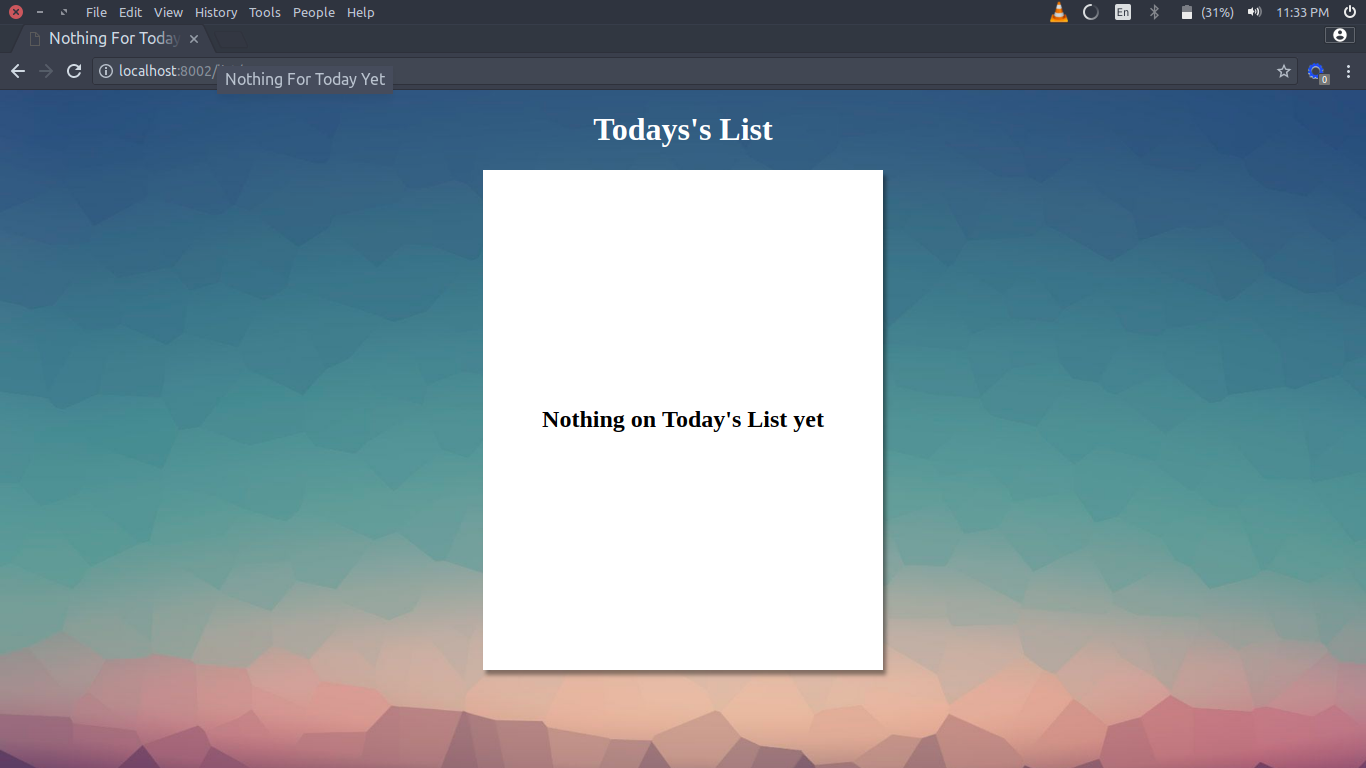 File Edit View History Tools People Help
En (31%) 11:33 PM
Nothing For Today
localhost:8002/
0
Nothing For Today Yet
Todays's List
Nothing on Today's List yet